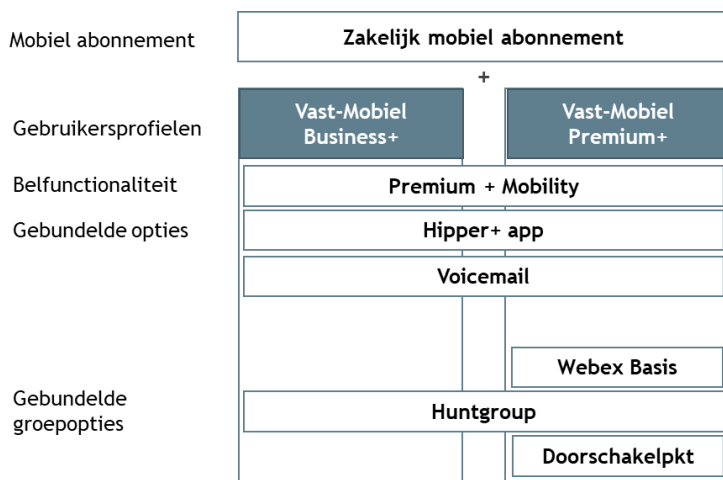 Mobiel abonnement
Zakelijk mobiel abonnement
+
Gebruikersprofielen
Vast-Mobiel
Business+
Vast-Mobiel
Premium+
Belfunctionaliteit
Premium + Mobility
Gebundelde opties
Hipper+ app
Voicemail
Webex Basis
Gebundelde
groepopties
Huntgroup
Doorschakelpkt